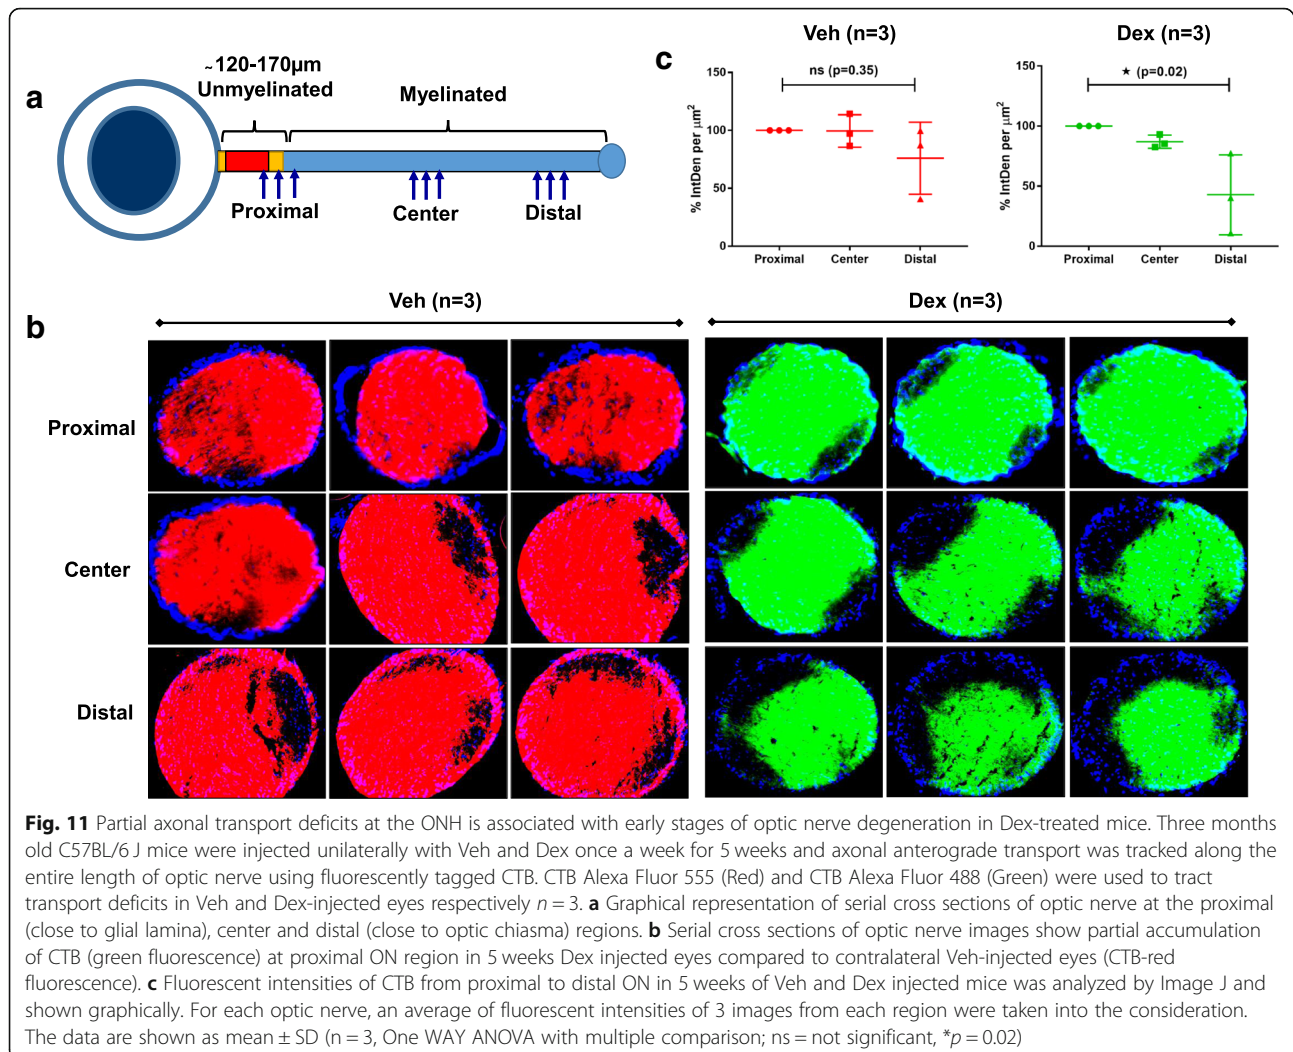 a
~120-170µm
Unmyelinated
Myelinated
Proximal
Center
Distal
c
Veh (n=3)
% IntDen per µm2
150
100
50
0
ns (p=0.35)
Proximal
Center
Distal
Dex (n=3)
% IntDen per µm2
150
100
50
0
★ (p=0.02)
Proximal
Center
Distal
b
Veh (n=3)
Dex (n=3)
Proximal
Center
Distal
Fig. 11 Partial axonal transport deficits at the ONH is associated with early stages of optic nerve degeneration in Dex-treated mice. Three months
old C57BL/6 J mice were injected unilaterally with Veh and Dex once a week for 5 weeks and axonal anterograde transport was tracked along the
entire length of optic nerve using fluorescently tagged CTB. CTB Alexa Fluor 555 (Red) and CTB Alexa Fluor 488 (Green) were used to tract
transport deficits in Veh and Dex-injected eyes respectively n = 3. a Graphical representation of serial cross sections of optic nerve at the proximal
(close to glial lamina), center and distal (close to optic chiasma) regions. b Serial cross sections of optic nerve images show partial accumulation
of CTB (green fluorescence) at proximal ON region in 5 weeks Dex injected eyes compared to contralateral Veh-injected eyes (CTB-red
fluorescence). c Fluorescent intensities of CTB from proximal to distal ON in 5 weeks of Veh and Dex injected mice was analyzed by Image J and
shown graphically. For each optic nerve, an average of fluorescent intensities of 3 images from each region were taken into the consideration.
The data are shown as mean ± SD (n = 3, One WAY ANOVA with multiple comparison; ns = not significant, *p = 0.02)